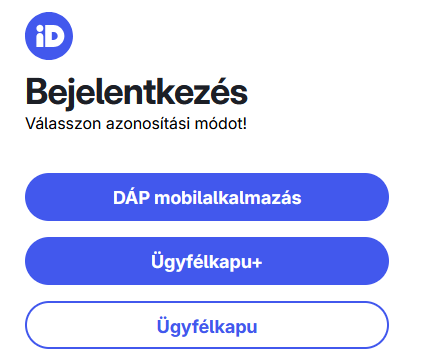 iD
Bejelentkezés
Válasszon azonosítási módot!
DÁP mobilalkalmazás
Ügyfélkapu+
Ügyfélkapu